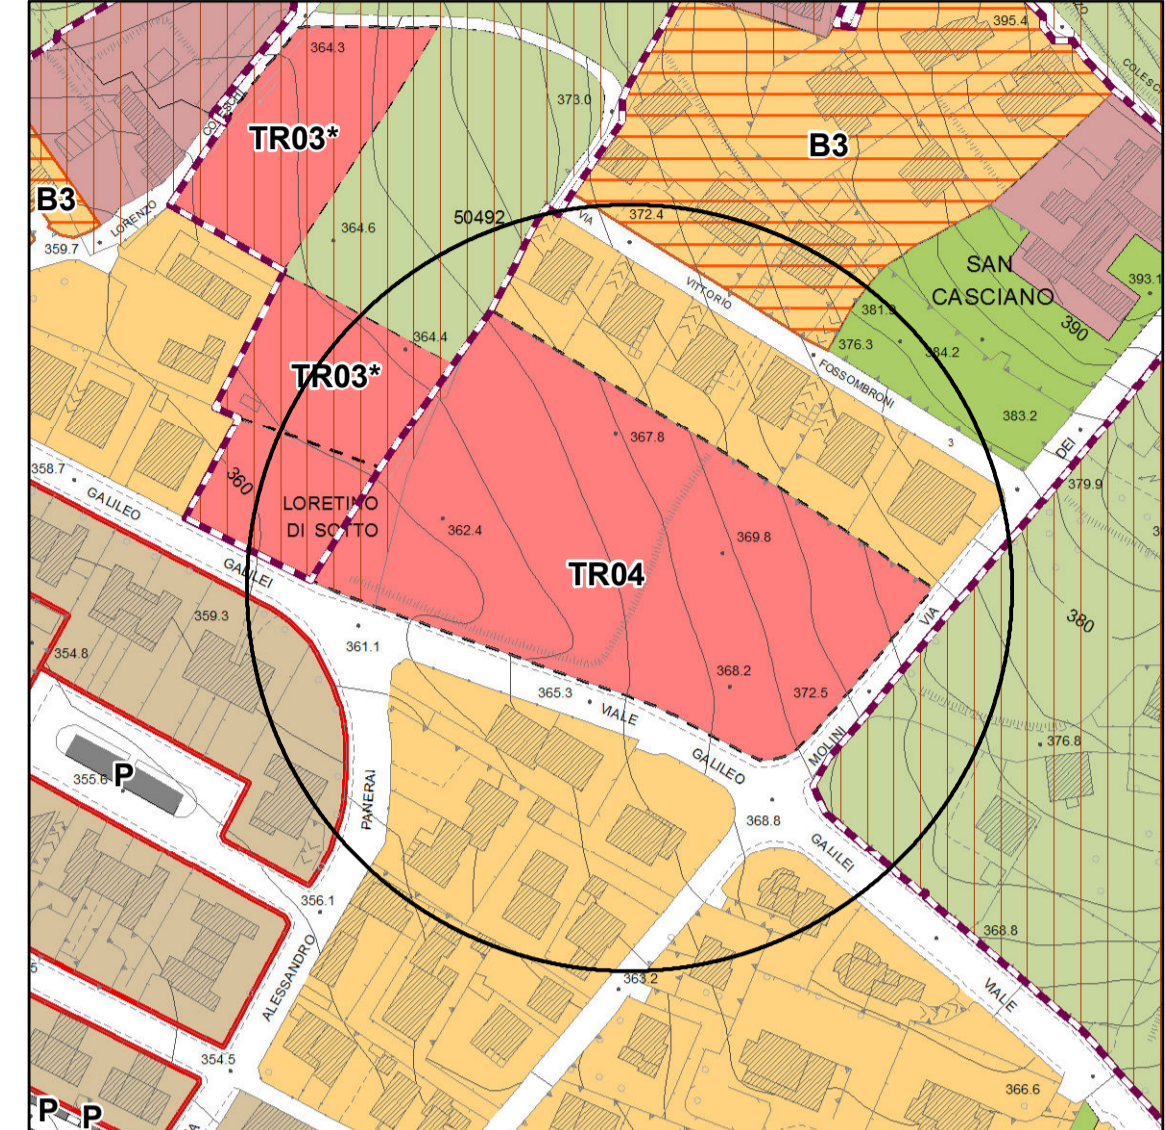 395.4
COLESCHI
364.3
TR03*
373.0
B3
B3
LORENZO
359.7
364.6
50492
VIA
372.4
VITTORIO
SAN
CASCIANO
393.1
390
381.9
376.3
384.2
FOSSOMBRONI
364.4
TR03*
383.2
3
DEI
379.9
367.8
358.7
GALILEO
360
LORETINO
DI SOTTO
362.4
369.8
TR04
GALILEI
359.3
VIA
380
361.1
354.8
368.2
372.5
365.3
VIALE
MOLINI
376.8
GALILEO
355.6
P
PANERAI
368.8
GALILEI
356.1
368.8
ALESSANDRO
363.2
VIALE
5
354.5
366.6
P
P